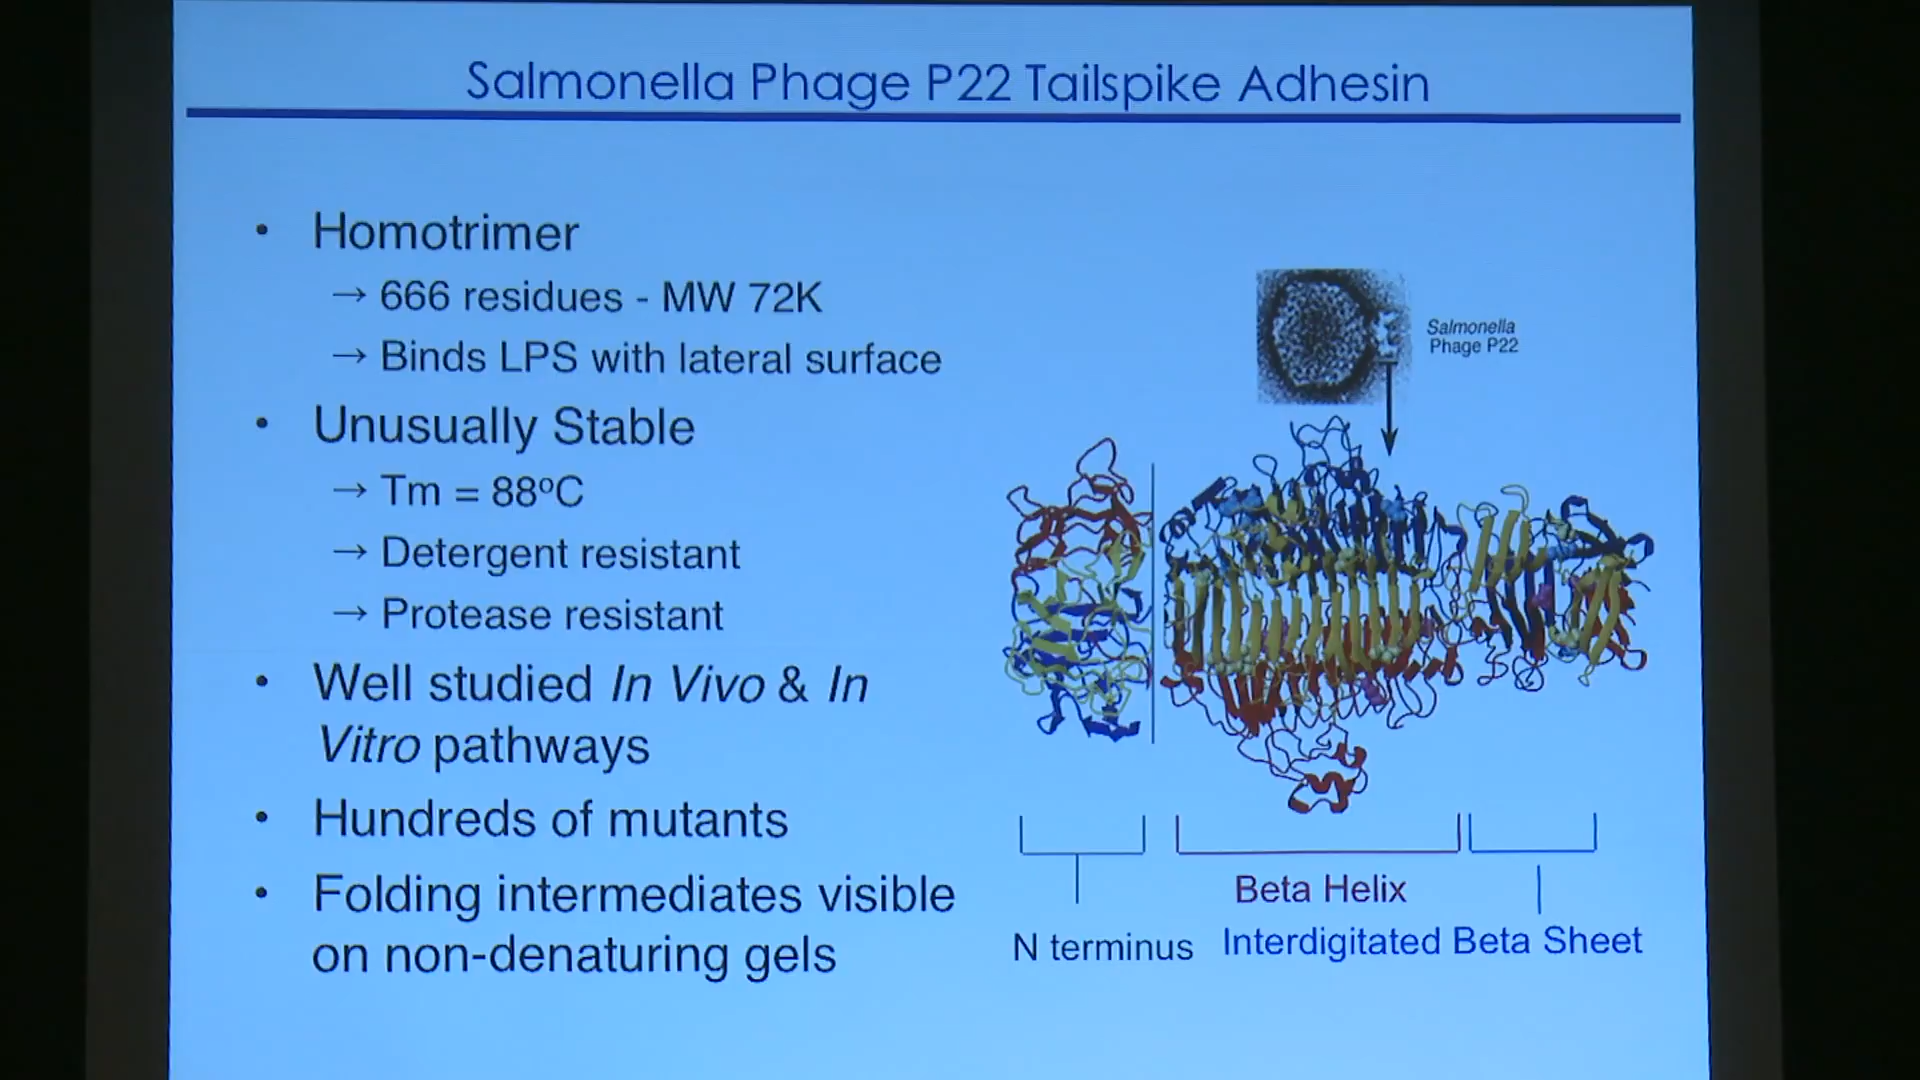 Salmonella Phage P22 Tailspike Adhesin
• Homotrimer
→ 666 residues - MW 72K
→ Binds LPS with lateral surface
• Unusually Stable
→ Tm = 88ºC
→ Detergent resistant
→ Protease resistant
• Well studied In Vivo & In
Vitro pathways
• Hundreds of mutants
• Folding intermediates visible
on non-denaturing gels
Salmonella
Phage P22
Beta Helix
N terminus
Interdigitated Beta Sheet